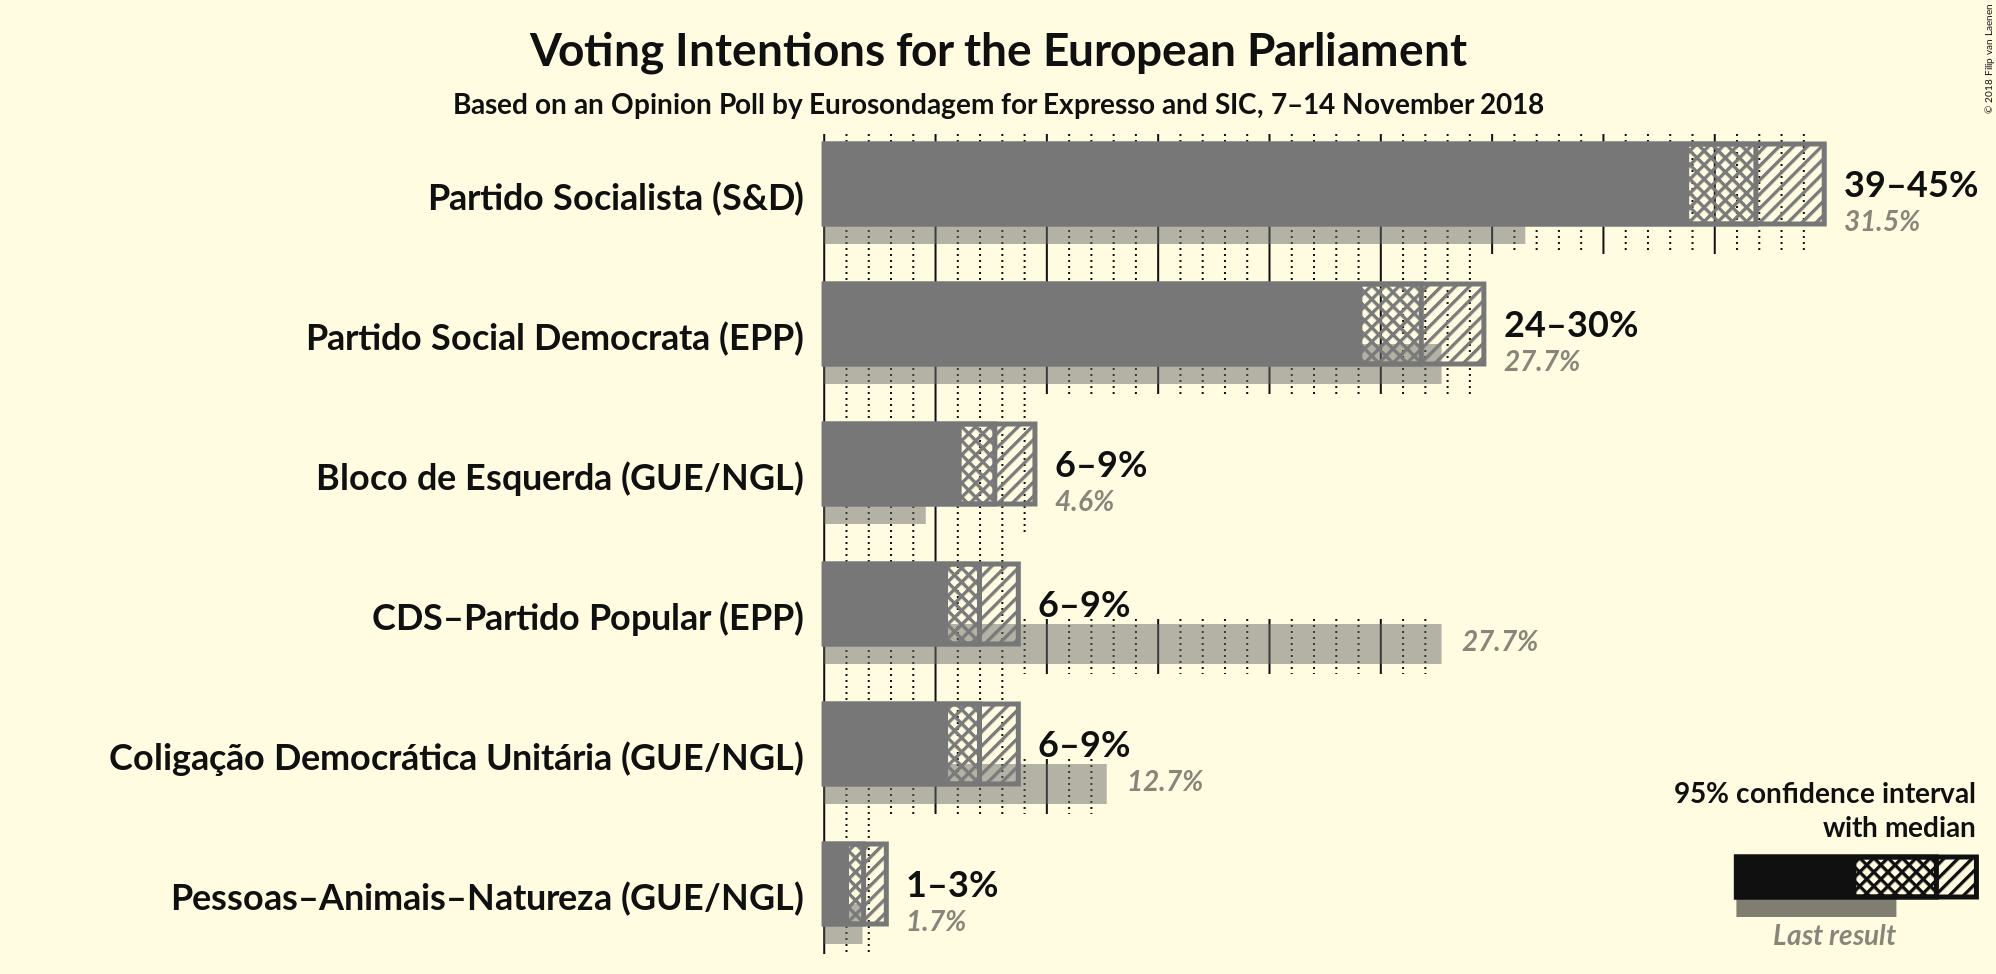 Voting Intentions for the European Parliament
Based on an Opinion Poll by Eurosondagem for Expresso and SIC, 7–14 November 2018
© 2018 Filip van Laenen
Partido Socialista (S&D)
39–45%
31.5%
Partido Social Democrata (EPP)
24–30%
27.7%
Bloco de Esquerda (GUE/NGL)
6–9%
4.6%
CDS–Partido Popular (EPP)
6–9%
27.7%
Coligação Democrática Unitária (GUE/NGL)
6–9%
12.7%
Pessoas–Animais–Natureza (GUE/NGL)
1–3%
1.7%
95% confidence interval
with median
Last result